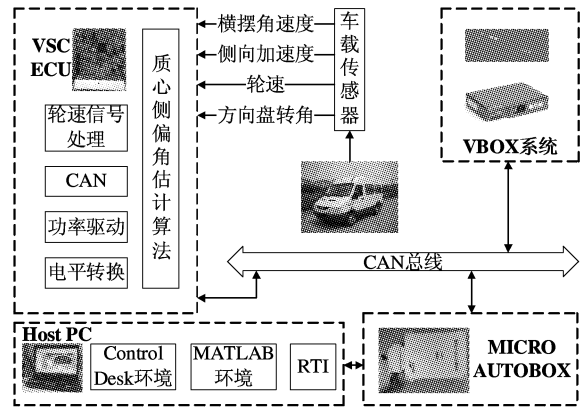 VSC
ECU
轮速信号
处理
CAN
功率驱动
电平转换
质心侧偏角估计算法
横摆角速度
侧向加速度
轮速
方向盘转角
车载传感器
VBOX系统
CAN总线
Host PC
Control
Desk环境
MATLAB
环境
RTI
MICRO
AUTOBOX